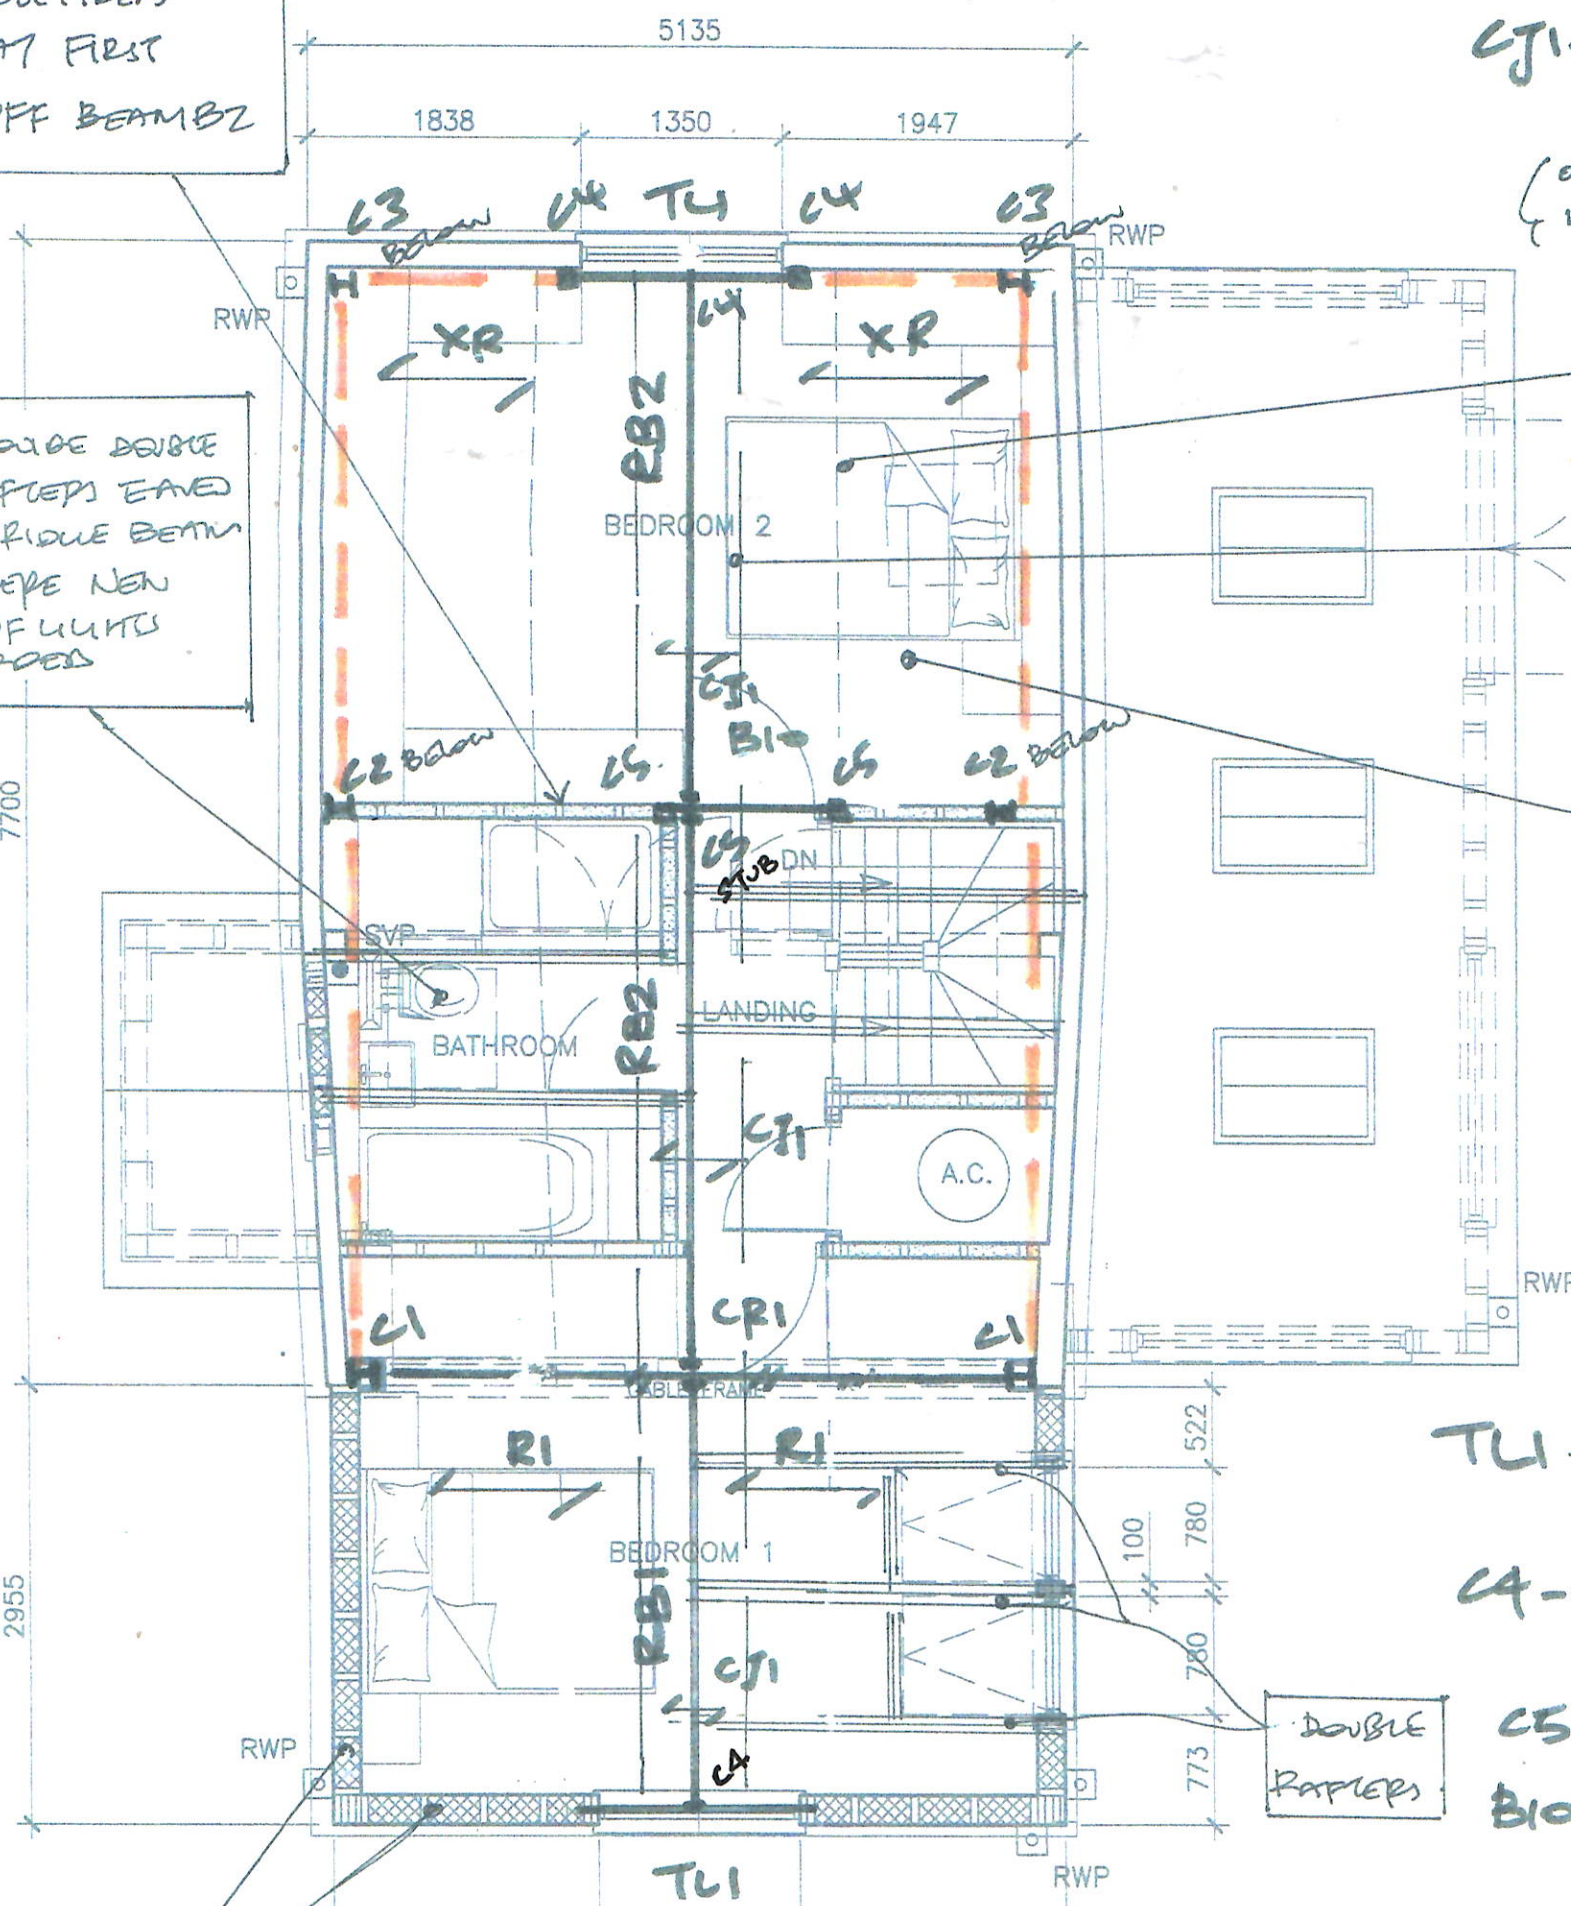 AT FIRST
OFF BEAM B2
5135
1838
1350
1947
CJ1
C3
BELOW
C4
TL1
C4
C3
BELOW
RWP
RWP
XR
C4
XR
RB2
DOUBLE
RAFTERS EAVES
RIDGE BEAM
WHERE NEW
BEDROOM 2
CJ1
B10
C2 BELOW
C5
C5
C2 BELOW
7700
C5
STUB
DN
SVP
RB2
LANDING
BATHROOM
CJ1
A.C.
RWP
C1
CR1
C1
GABLE FRAME
R1
R1
522
TL1
BEDROOM 1
100
780
2955
RB1
C4-
CJ1
780
DOUBLE
RAFTERS
C5
B10
RWP
C4
773
TL1
RWP